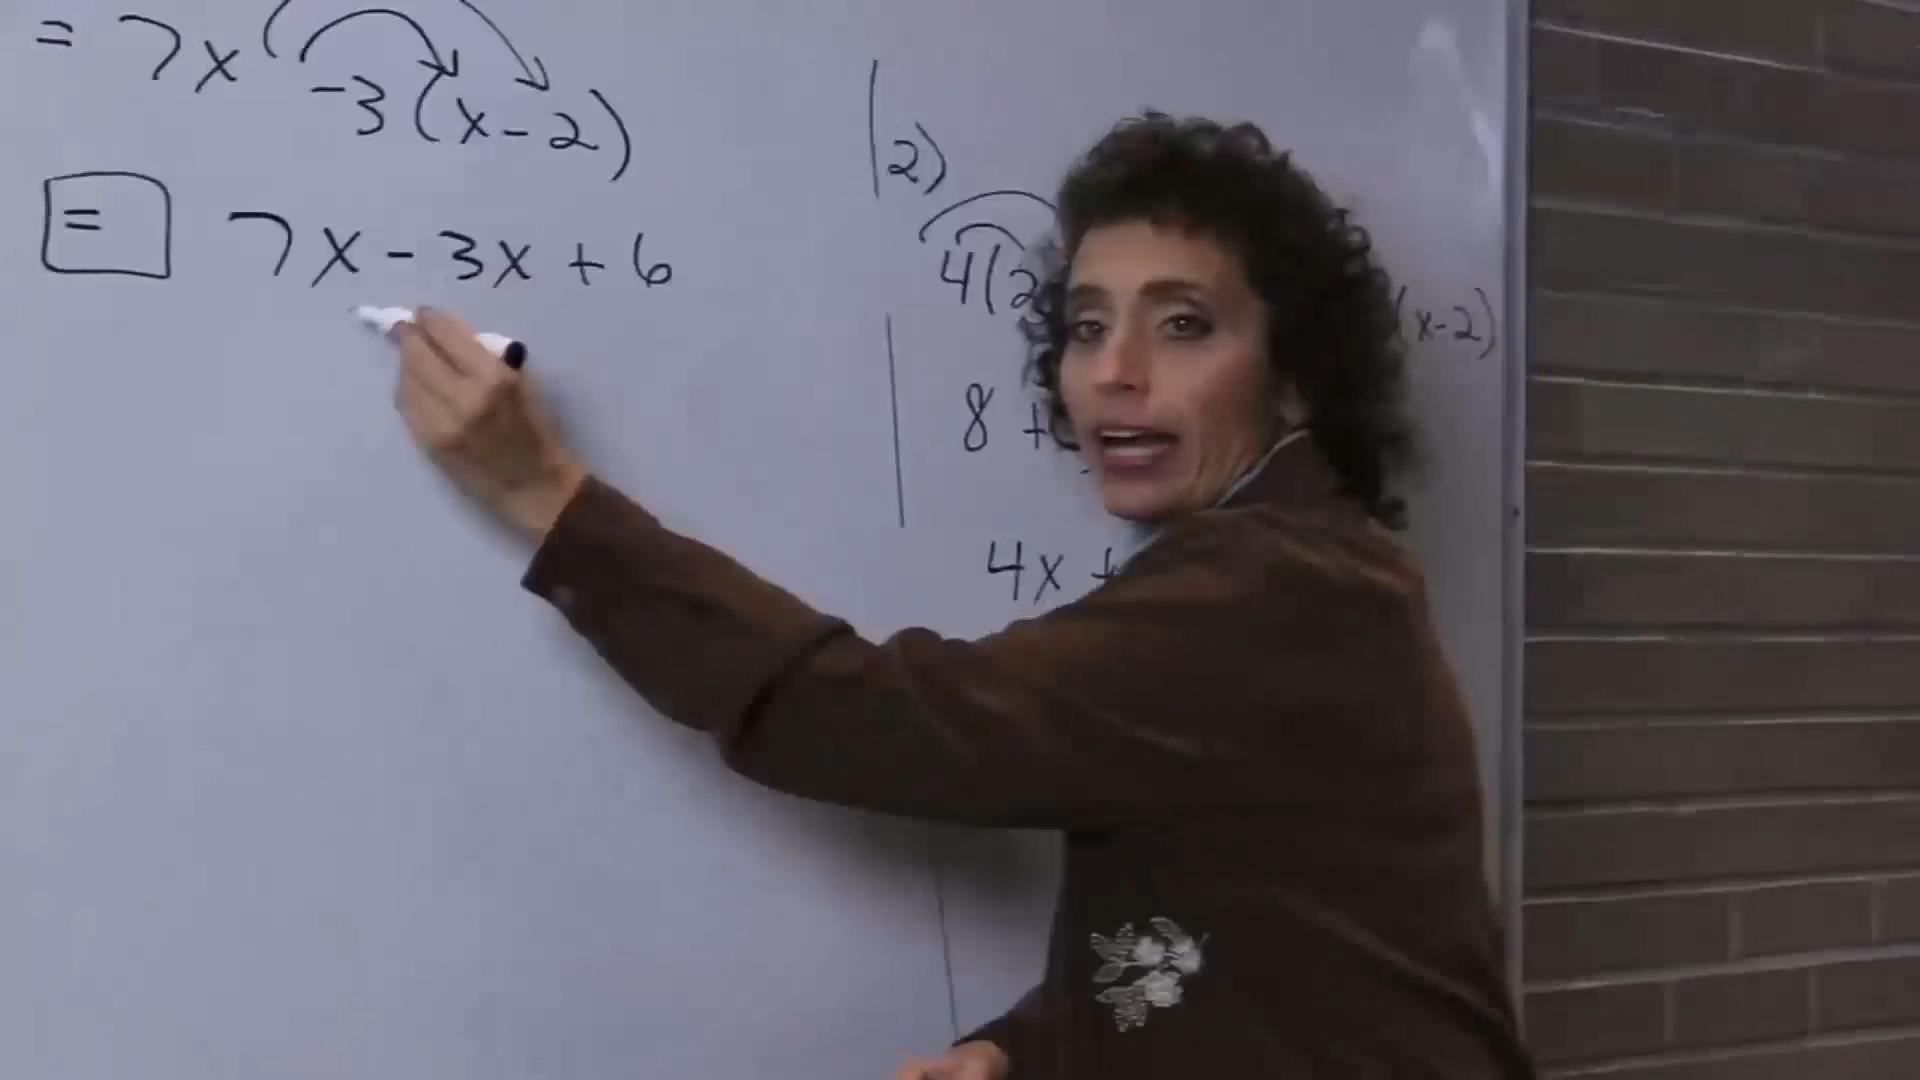 = 7x -3(x-2)
= 7x - 3x + 6
2)
4(2 (x-2)
8 +
4x +